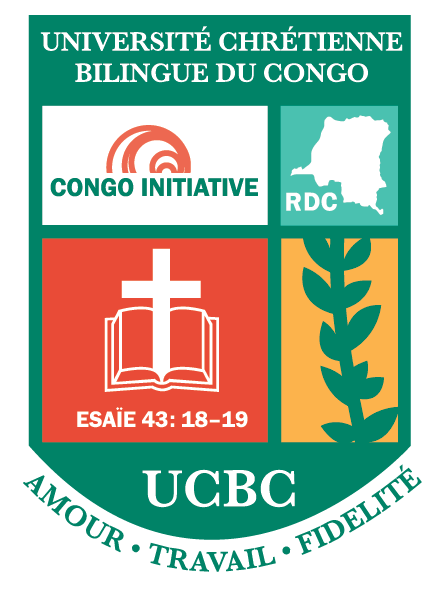 UNIVERSITÉ CHRÉTIENNE
BILINGUE DU CONGO
CONGO INITIATIVE
RDC
ESAÏE 43: 18–19
UCBC
AMOUR • TRAVAIL • FIDELITÉ